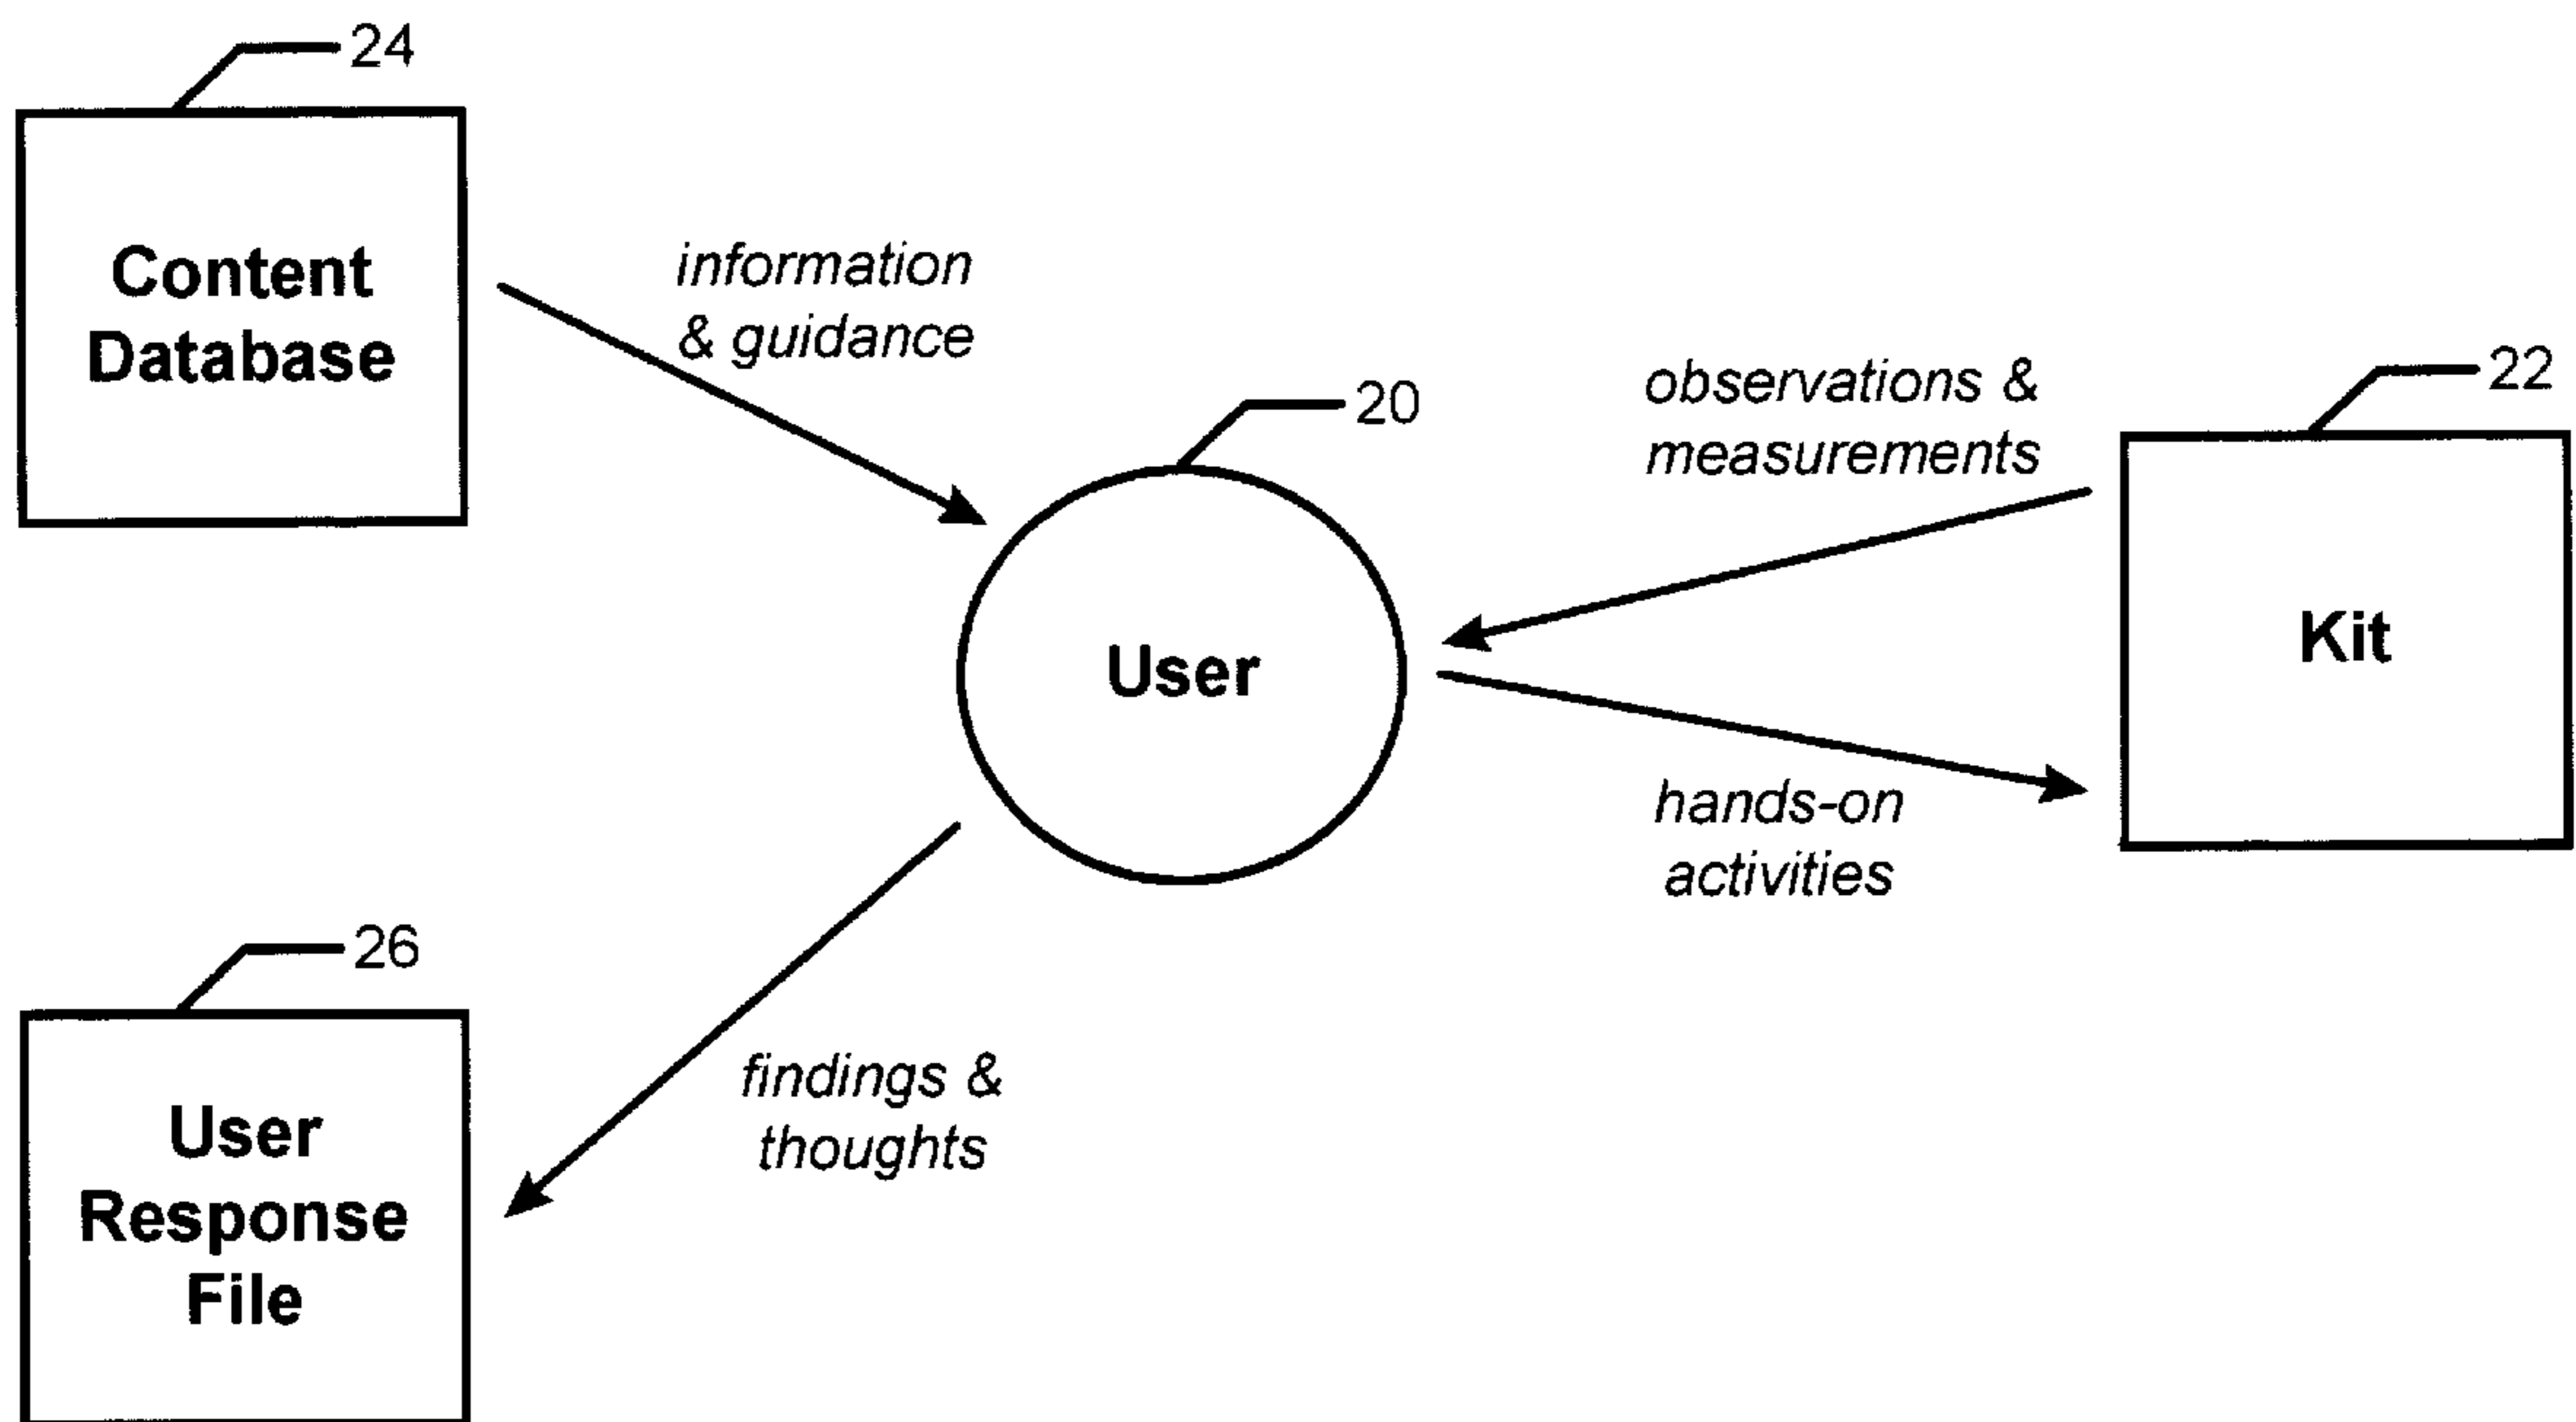 24
Content
Database
information
& guidance
20
User
observations &
measurements
22
Kit
hands-on
activities
26
User
Response
File
findings &
thoughts